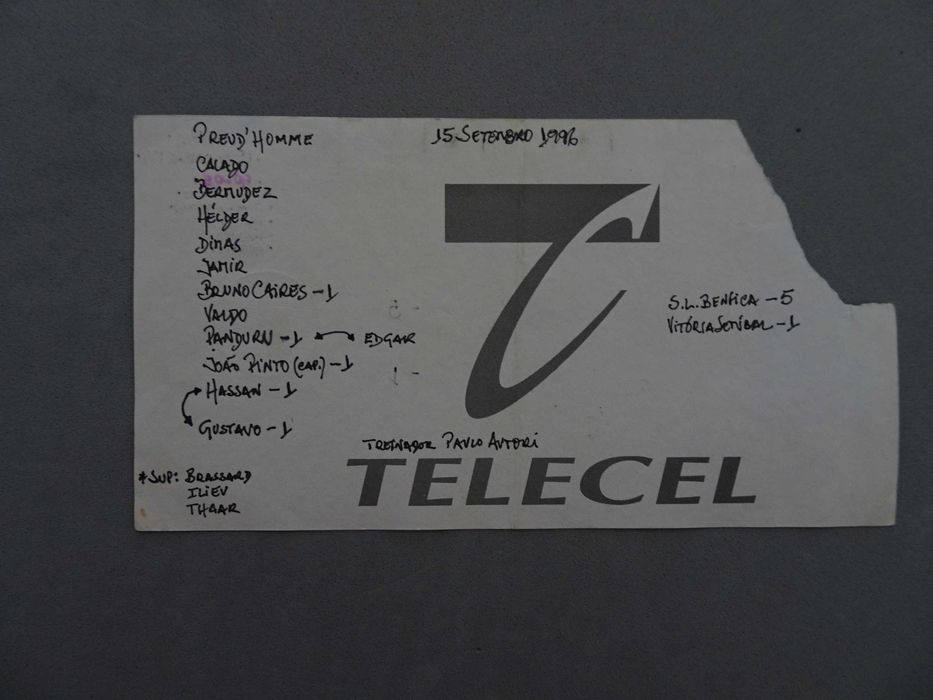 PREUD'HOMME
15 SETEMBRO 1996
CALADO
BERMUDEZ
HÉLDER
DIMAS
JAMIR
BRUNO CAIRES - 1
VALDO
PANDURU - 1 EDGAR
JOÃO PINTO (CAP.) - 1
HASSAN - 1
GUSTAVO - 1
S.L. BENFICA - 5
VITÓRIA SETÚBAL - 1
TREINADOR PAULO AUTORI
TELECEL
*SUP: BRASSARD
ILIEV
THAAR